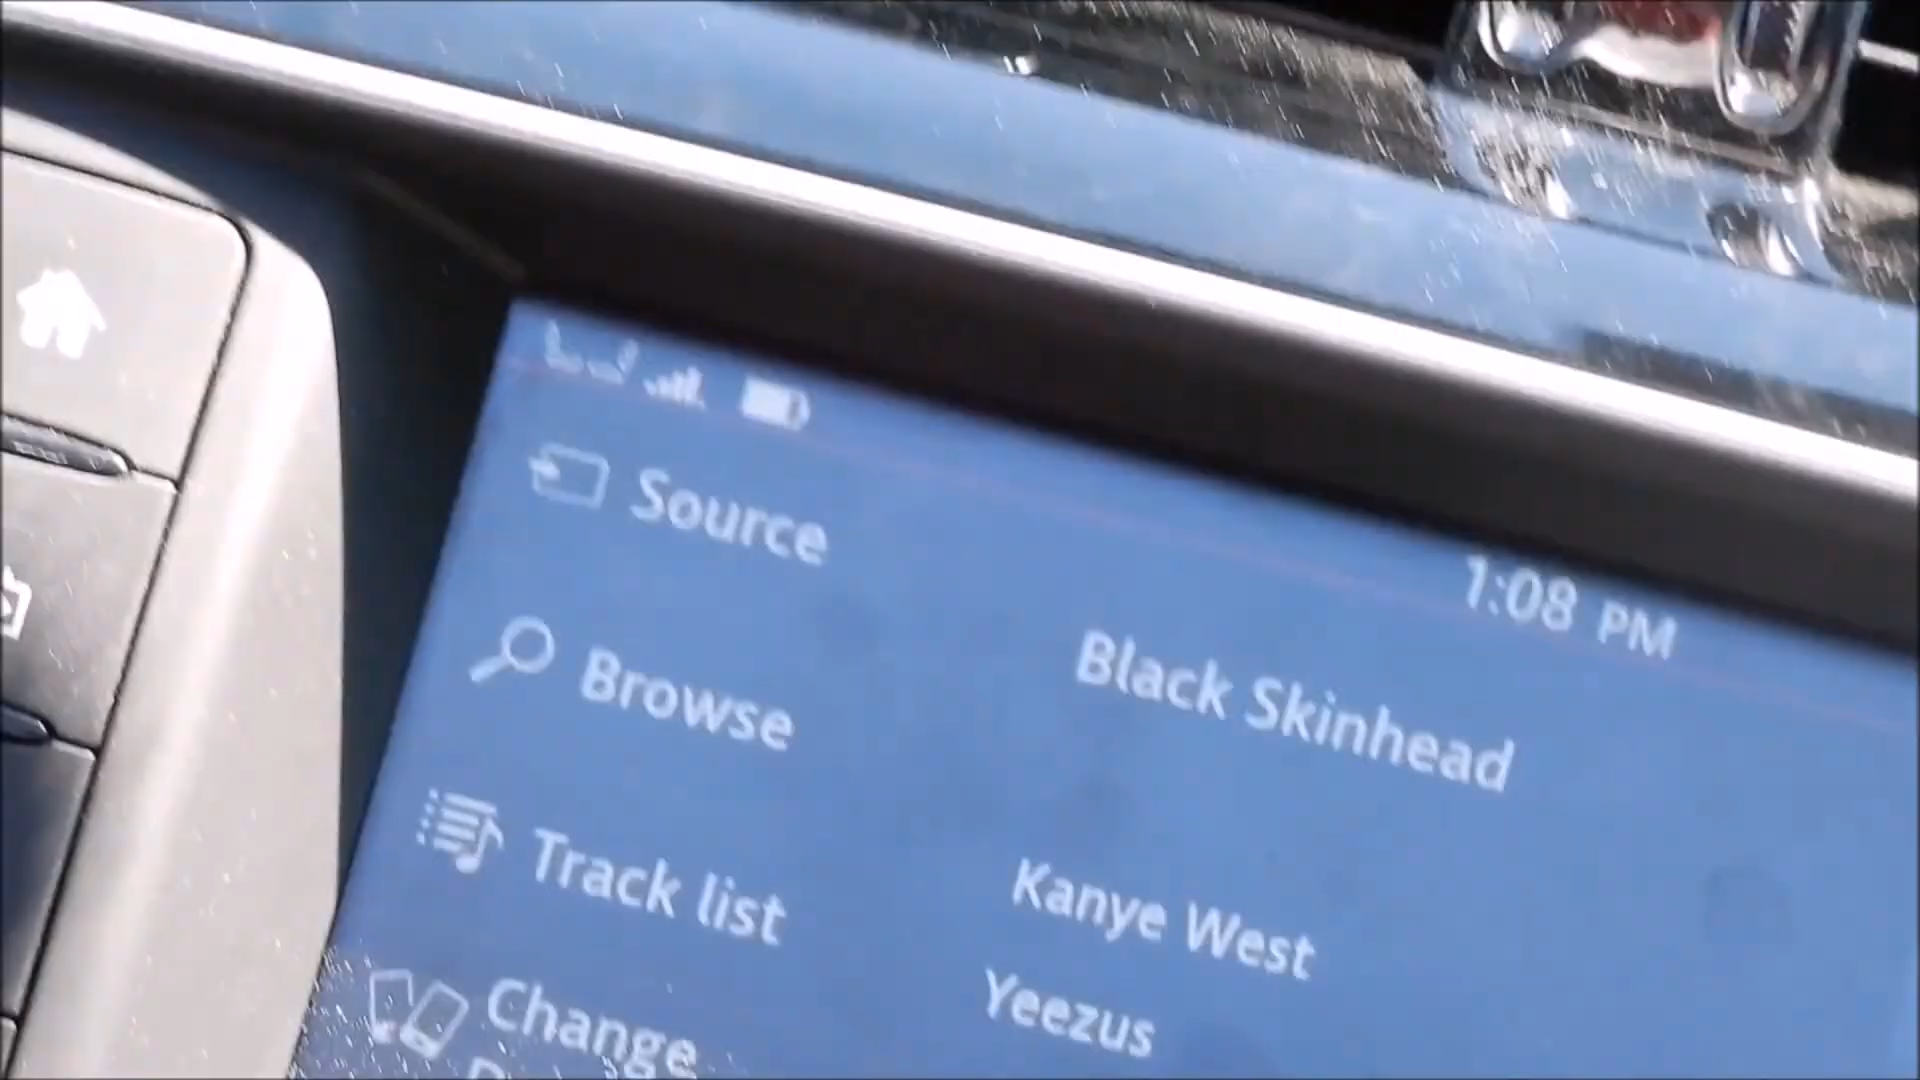 1:08 PM
Source
Black Skinhead
Browse
Track list
Kanye West
Yeezus
Change